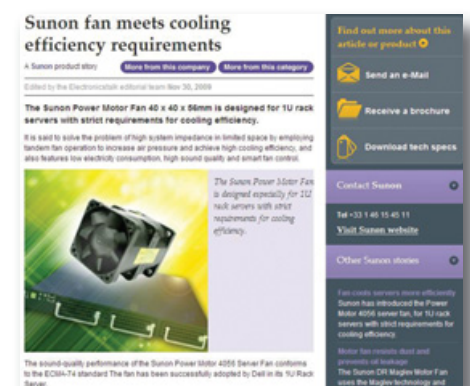 Sunon fan meets cooling
efficiency requirements
A Sunon product story
More from this company
More from this category
Edited by the Electronicstalk editorial team Nov 30, 2009
The Sunon Power Motor Fan 40 x 40 x 56mm is designed for 1U rack
servers with strict requirements for cooling efficiency.
It is said to solve the problem of high system impedance in limited space by employing
tandem fan operation to increase air pressure and achieve high cooling efficiency, and
also features low electricity consumption, high sound quality and smart fan control.
The Sunon Power Motor Fan
is designed especially for 1U
rack servers with strict
requirements for cooling
efficiency.
The sound-quality performance of the Sunon Power Motor 4056 Server Fan conforms
to the ECMA-74 standard The fan has been successfully adopted by Dell in its 1U Rack
Server.
Find out more about this
article or product
Send an e-Mail
Receive a brochure
Download tech specs
Contact Sunon
Tel +33 1 46 15 45 11
Visit Sunon website
Other Sunon stories
Fan cools servers more efficiently
Sunon has introduced the Power
Motor 4056 server fan, for 1U rack
servers with strict requirements for
cooling efficiency.
Motor fan resists dust and
prevents oil leakage
The Sunon DR Maglev Motor Fan
uses the Maglev technology and